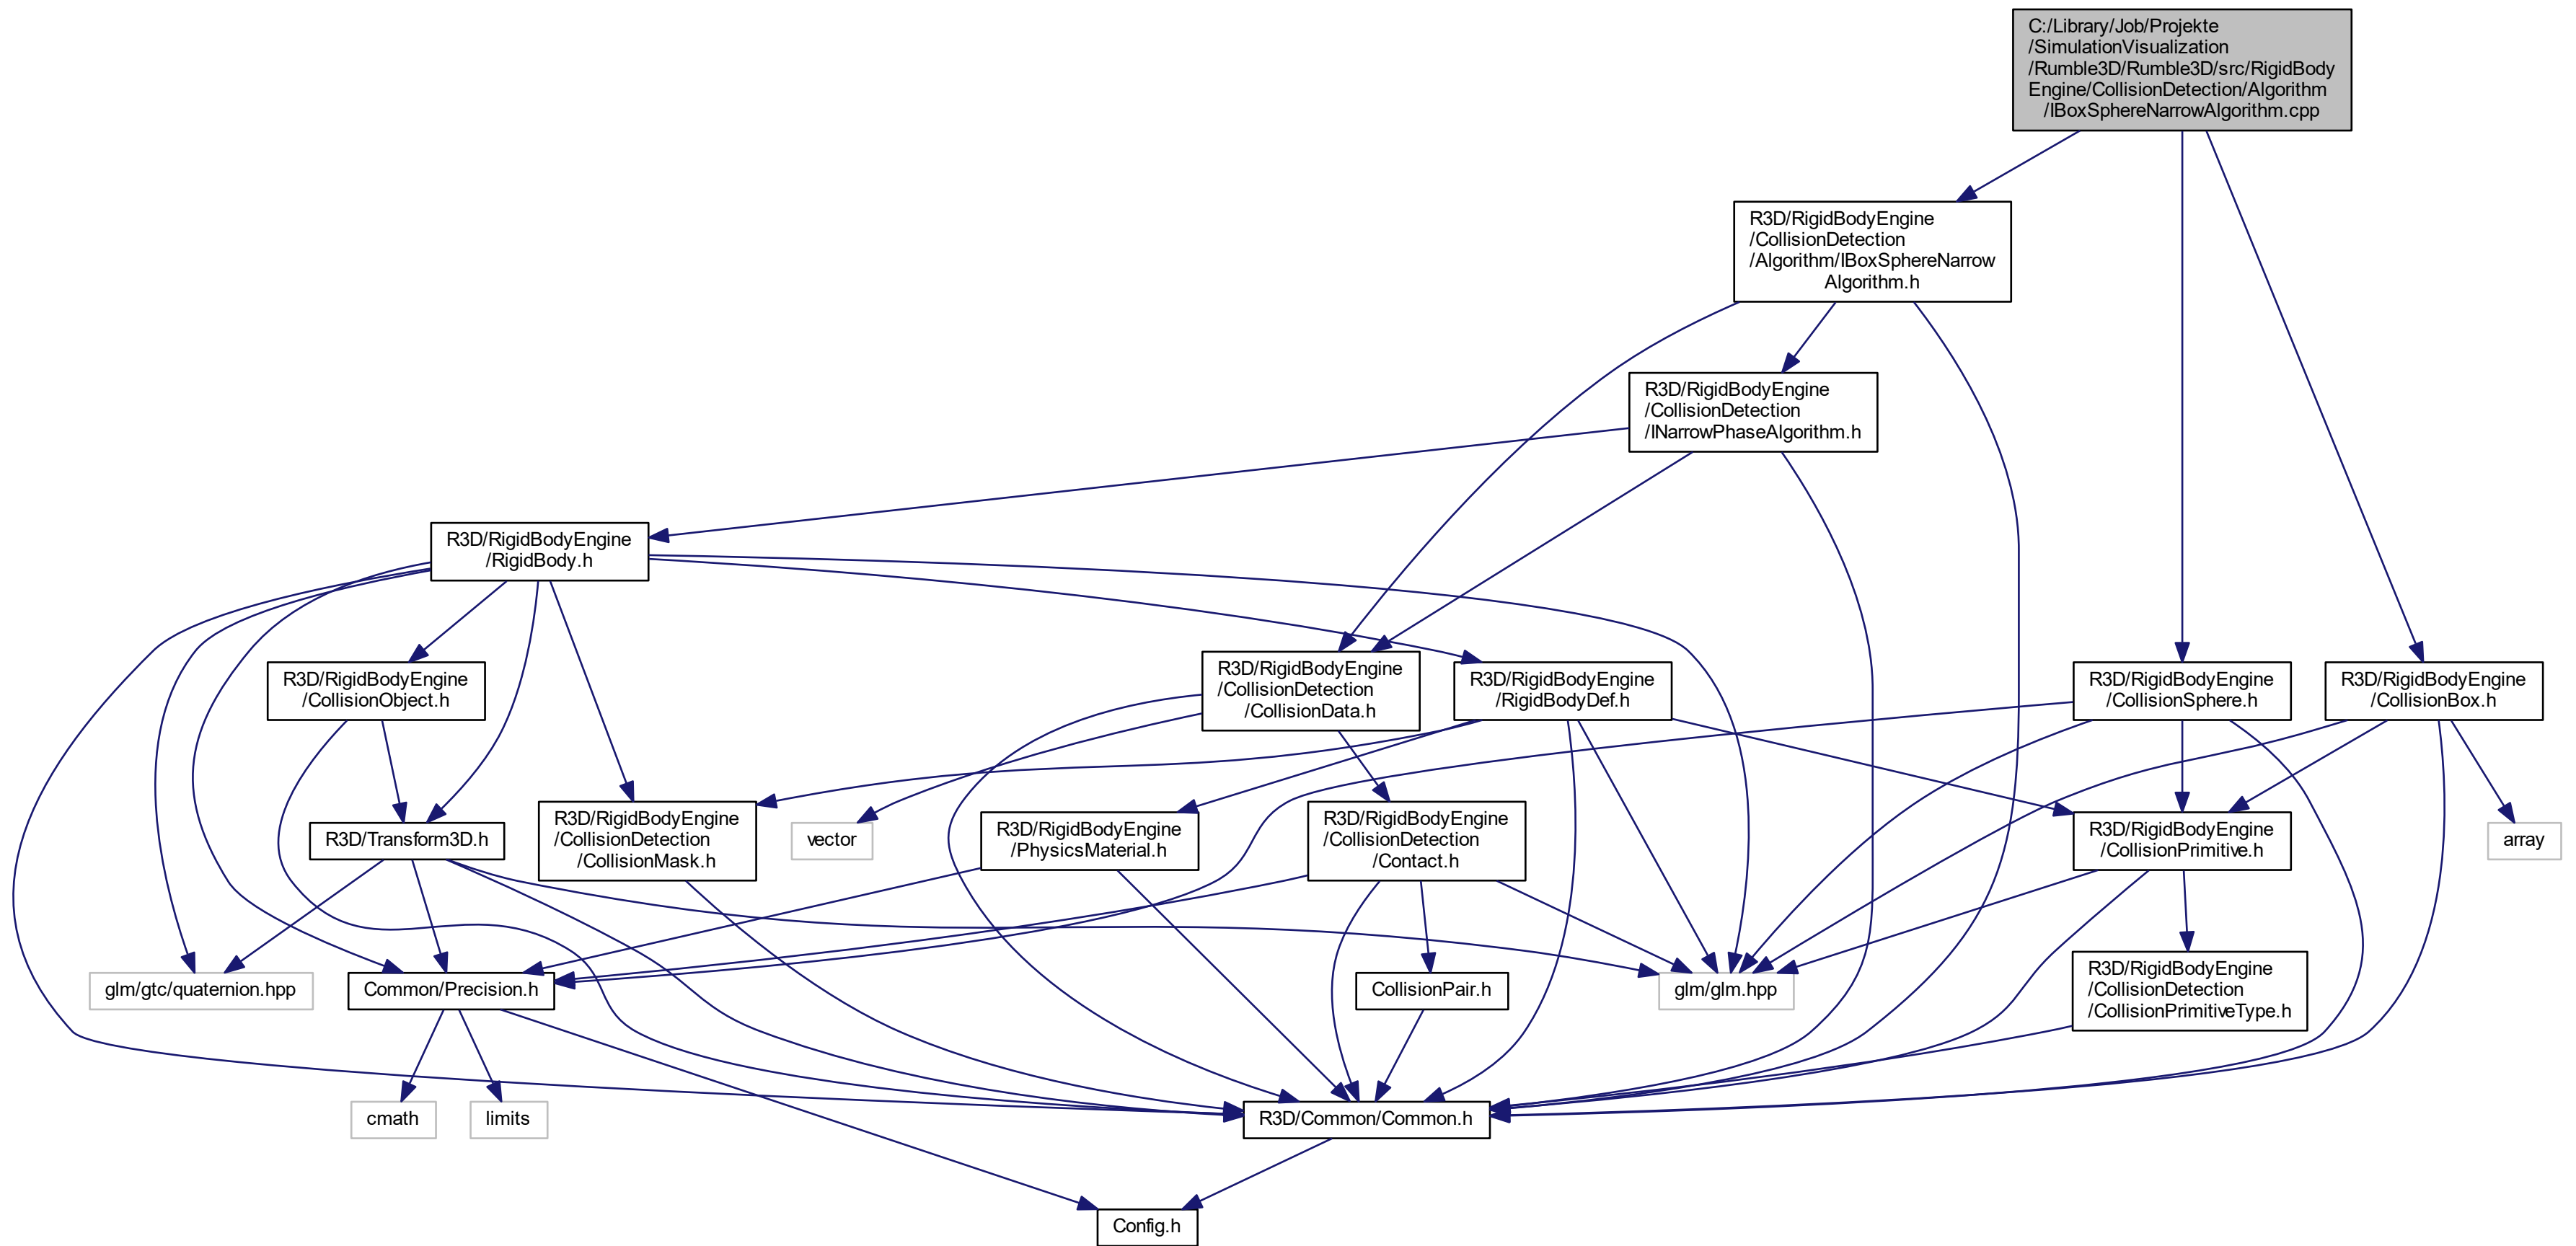 C:/Library/Job/Projekte
/SimulationVisualization
/Rumble3D/Rumble3D/src/RigidBody
Engine/CollisionDetection/Algorithm
/IBoxSphereNarrowAlgorithm.cpp
R3D/RigidBodyEngine
/CollisionDetection
/Algorithm/IBoxSphereNarrow
Algorithm.h
R3D/RigidBodyEngine
/CollisionDetection
/INarrowPhaseAlgorithm.h
R3D/RigidBodyEngine
/RigidBody.h
R3D/RigidBodyEngine
/CollisionObject.h
R3D/RigidBodyEngine
/CollisionDetection
/CollisionData.h
R3D/RigidBodyEngine
/RigidBodyDef.h
R3D/RigidBodyEngine
/CollisionSphere.h
R3D/RigidBodyEngine
/CollisionBox.h
R3D/Transform3D.h
R3D/RigidBodyEngine
/CollisionDetection
/CollisionMask.h
vector
R3D/RigidBodyEngine
/PhysicsMaterial.h
R3D/RigidBodyEngine
/CollisionDetection
/Contact.h
R3D/RigidBodyEngine
/CollisionPrimitive.h
array
glm/gtc/quaternion.hpp
Common/Precision.h
CollisionPair.h
glm/glm.hpp
R3D/RigidBodyEngine
/CollisionDetection
/CollisionPrimitiveType.h
cmath
limits
R3D/Common/Common.h
Config.h